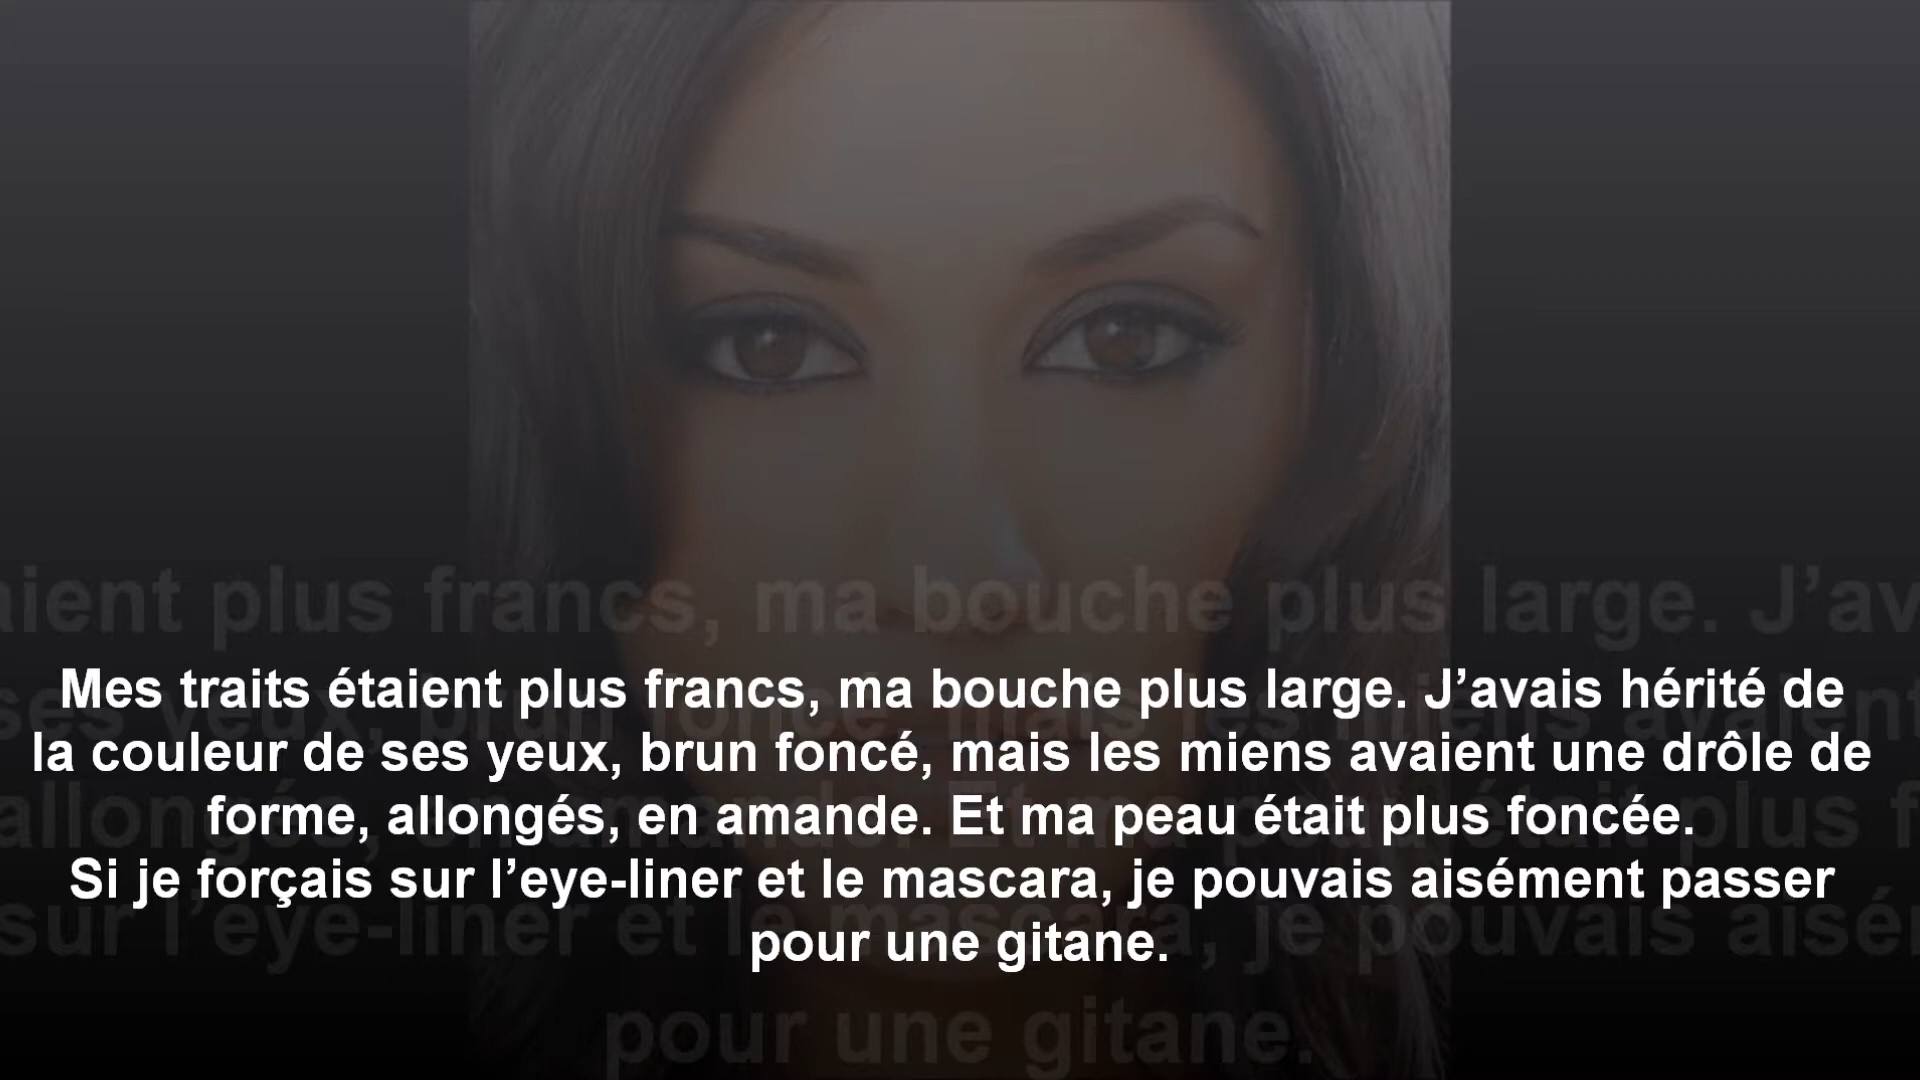 Mes traits étaient plus francs, ma bouche plus large. J’avais hérité de
la couleur de ses yeux, brun foncé, mais les miens avaient une drôle de
forme, allongés, en amande. Et ma peau était plus foncée.
Si je forçais sur l’eye-liner et le mascara, je pouvais aisément passer
pour une gitane.